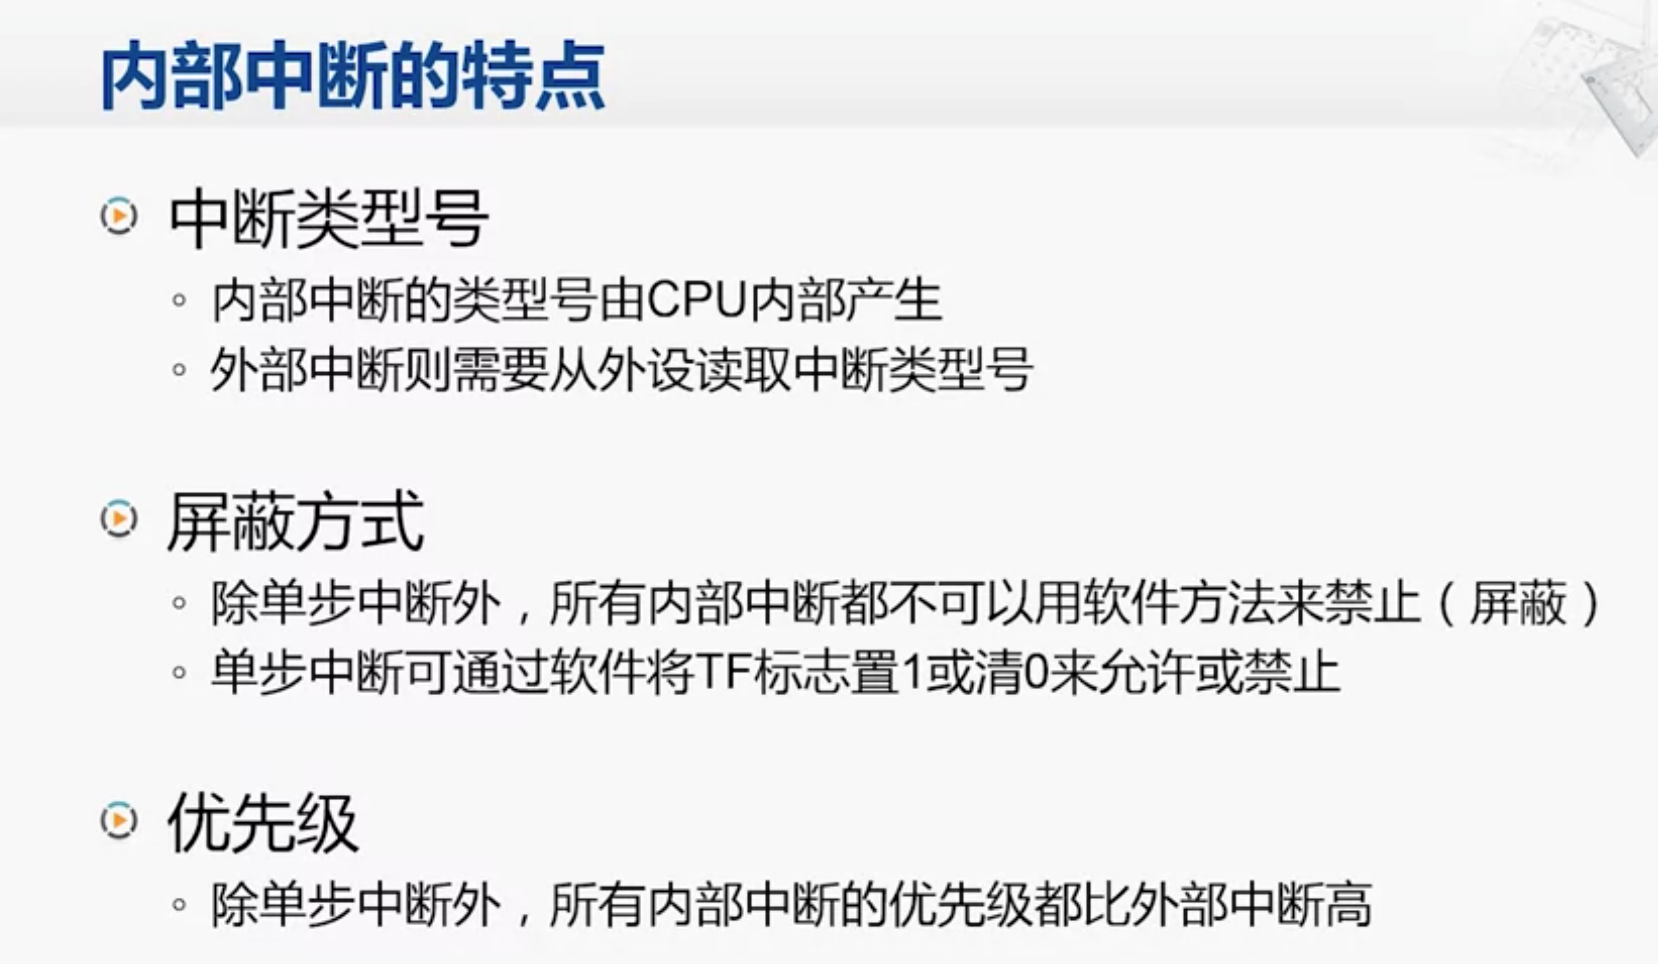 内部中断的特点
中断类型号
内部中断的类型号由CPU内部产生
外部中断则需要从外设读取中断类型号
屏蔽方式
除单步中断外，所有内部中断都不可以用软件方法来禁止（屏蔽）
单步中断可通过软件将TF标志置1或清0来允许或禁止
优先级
除单步中断外，所有内部中断的优先级都比外部中断高